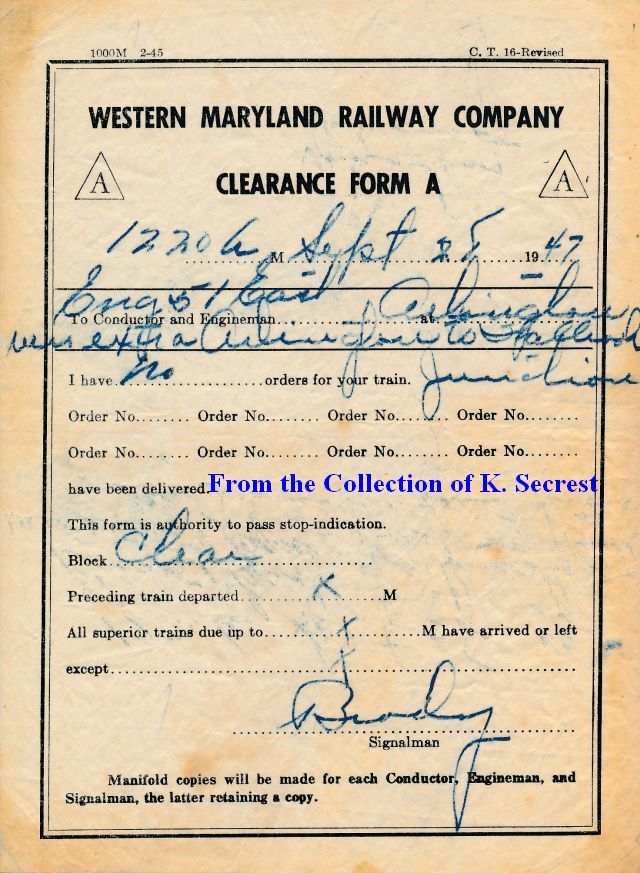 1000M 2-45 C. T. 16-Revised
WESTERN MARYLAND RAILWAY COMPANY
A CLEARANCE FORM A A
1220 A M Sept 25 1947
Eng 51 East Arlington
To Conductor and Engineman at
run extra Arlington to
I have no orders for your train. Junction
Order No. Order No. Order No. Order No.
Order No. Order No. Order No. Order No.
have been delivered. From the Collection of K. Secrest
This form is authority to pass stop-indication.
Block Clear
Preceding train departed x M
All superior trains due up to x M have arrived or left
except x
Brody
Signalman
Manifold copies will be made for each Conductor, Engineman, and
Signalman, the latter retaining a copy.